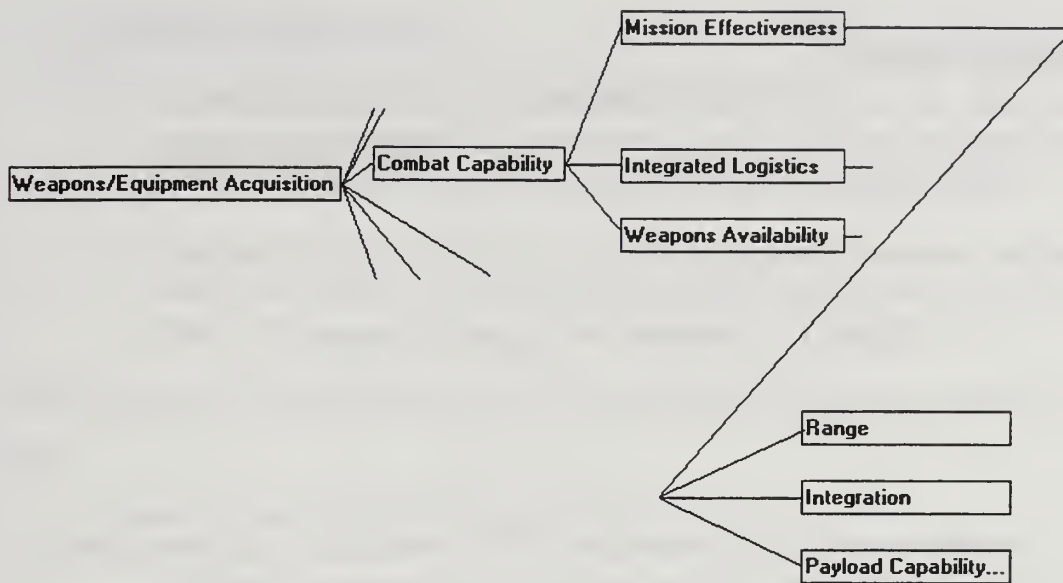 Mission Effectiveness
Combat Capability
Integrated Logistics
Weapons/Equipment Acquisition
Weapons Availability
Range
Integration
Payload Capability...